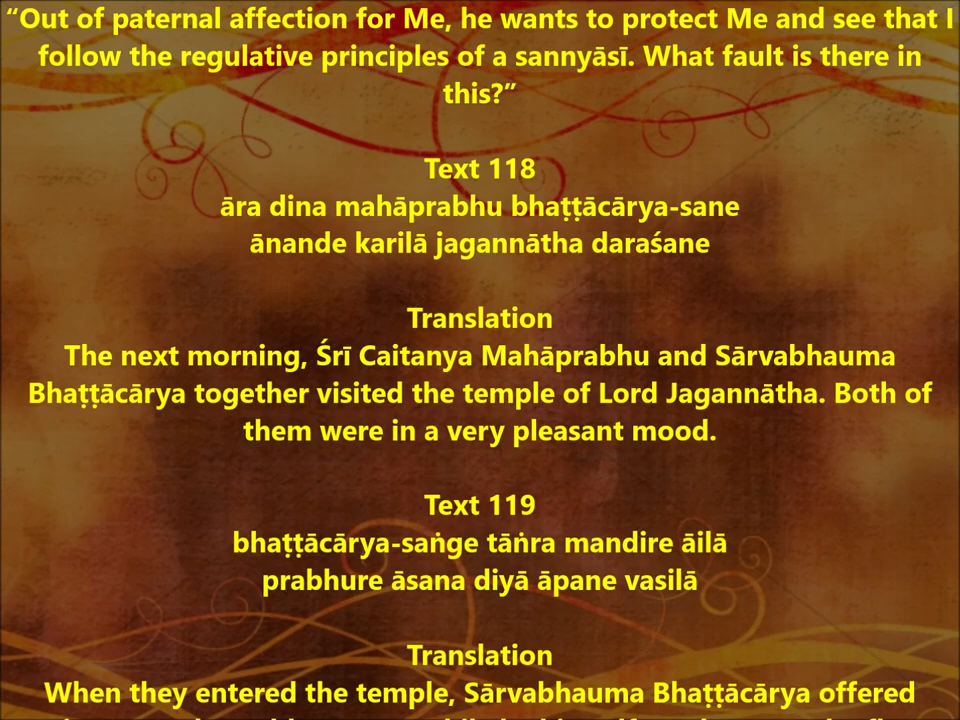 “Out of paternal affection for Me, he wants to protect Me and see that I
follow the regulative principles of a sannyāsī. What fault is there in
this?”
Text 118
āra dina mahāprabhu bhaṭṭācārya-sane
ānande karilā jagannātha daraśane
Translation
The next morning, Śrī Caitanya Mahāprabhu and Sārvabhauma
Bhaṭṭācārya together visited the temple of Lord Jagannātha. Both of
them were in a very pleasant mood.
Text 119
bhaṭṭācārya-saṅge tāṅra mandire āilā
prabhure āsana diyā āpane vasilā
Translation
When they entered the temple, Sārvabhauma Bhaṭṭācārya offered